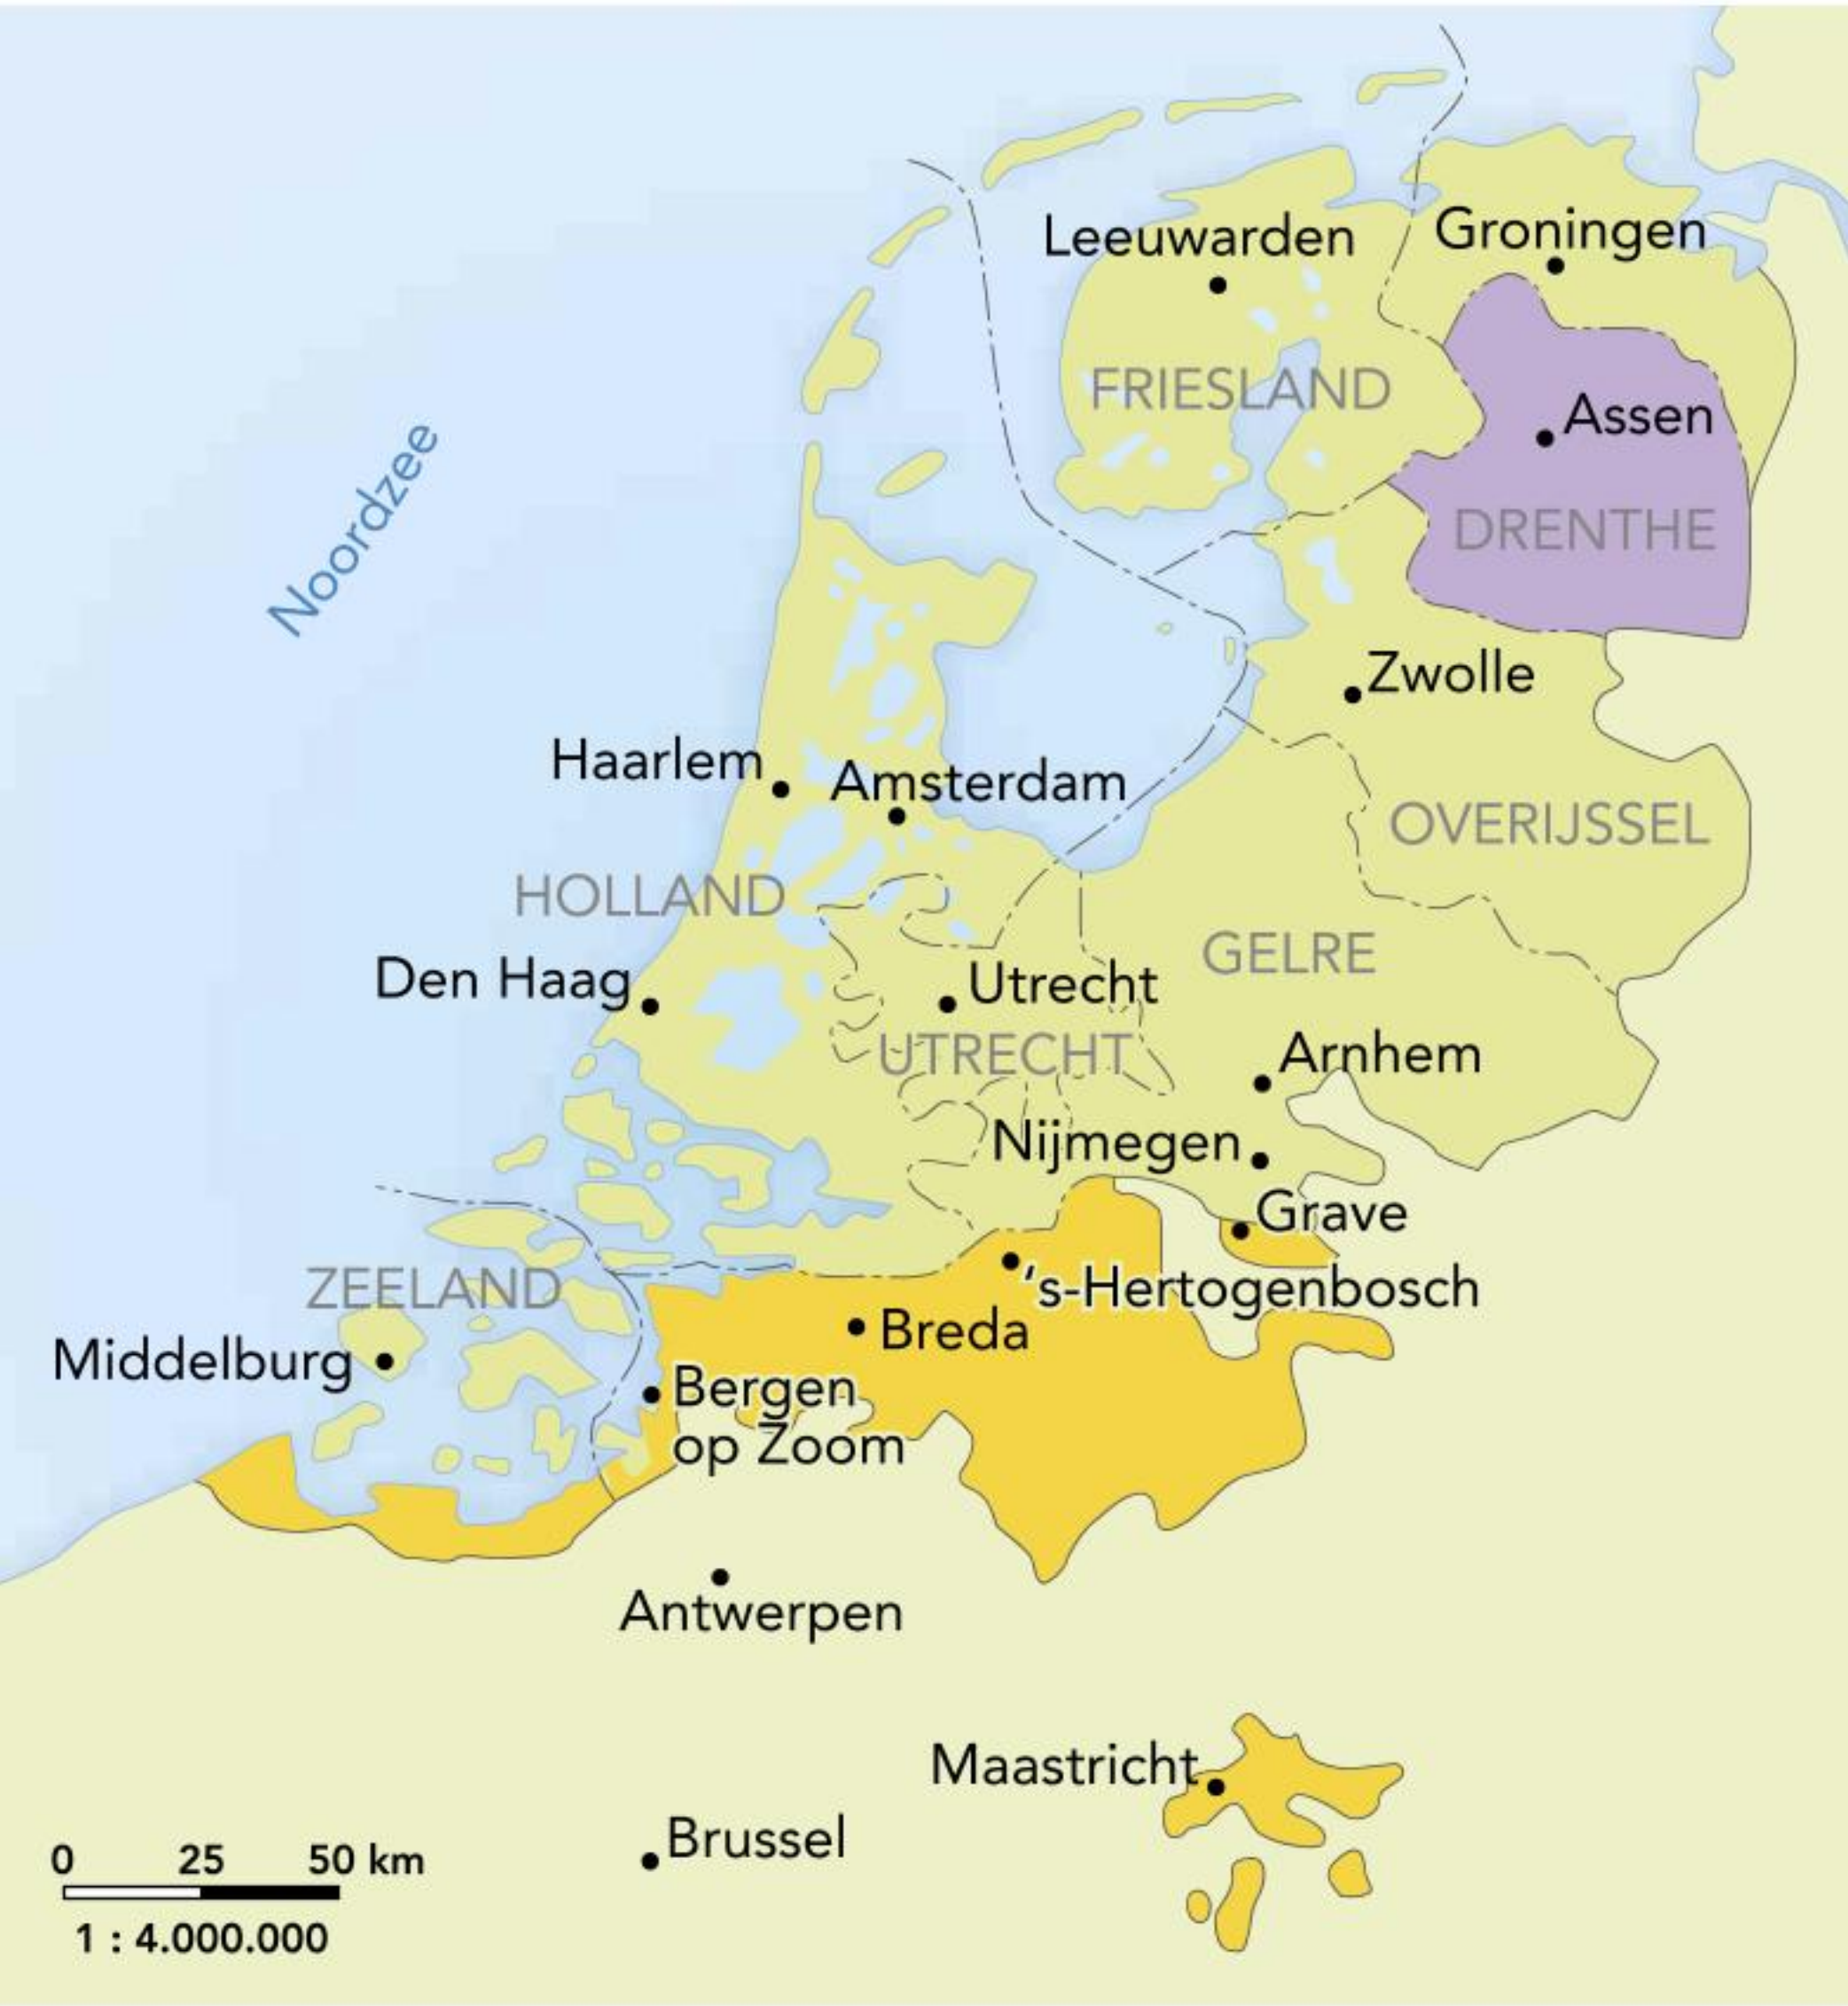 Leeuwarden
Groningen
FRIESLAND
Assen
DRENTHE
Noordzee
Zwolle
Haarlem
Amsterdam
OVERIJSSEL
HOLLAND
GELRE
Den Haag
Utrecht
UTRECHT
Arnhem
Nijmegen
Grave
ZEELAND
's-Hertogenbosch
Breda
Middelburg
Bergen
op Zoom
Antwerpen
Maastricht
Brussel
0 25 50 km
1 : 4.000.000